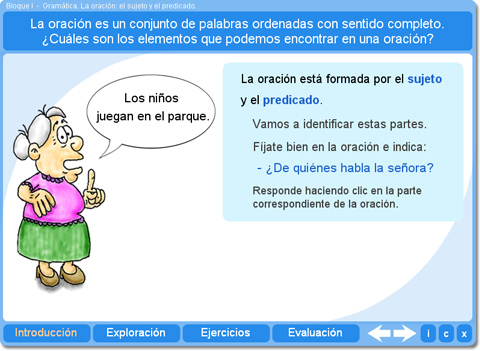 Bloque I - Gramática. La oración: el sujeto y el predicado.
La oración es un conjunto de palabras ordenadas con sentido completo.
¿Cuáles son los elementos que podemos encontrar en una oración?
Los niños
juegan en el parque.
La oración está formada por el sujeto
y el predicado.
Vamos a identificar estas partes.
Fíjate bien en la oración e indica:
- ¿De quiénes habla la señora?
Responde haciendo clic en la parte
correspondiente de la oración.
Introducción
Exploración
Ejercicios
Evaluación
i
c
x